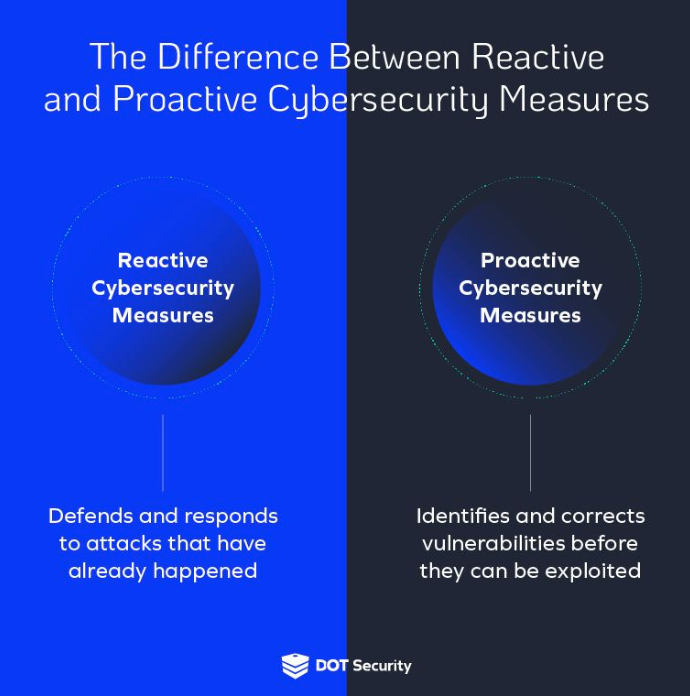 The Difference Between Reactive
and Proactive Cybersecurity Measures
Reactive
Cybersecurity
Measures
Defends and responds
to attacks that have
already happened
Proactive
Cybersecurity
Measures
Identifies and corrects
vulnerabilities before
they can be exploited
DOT Security